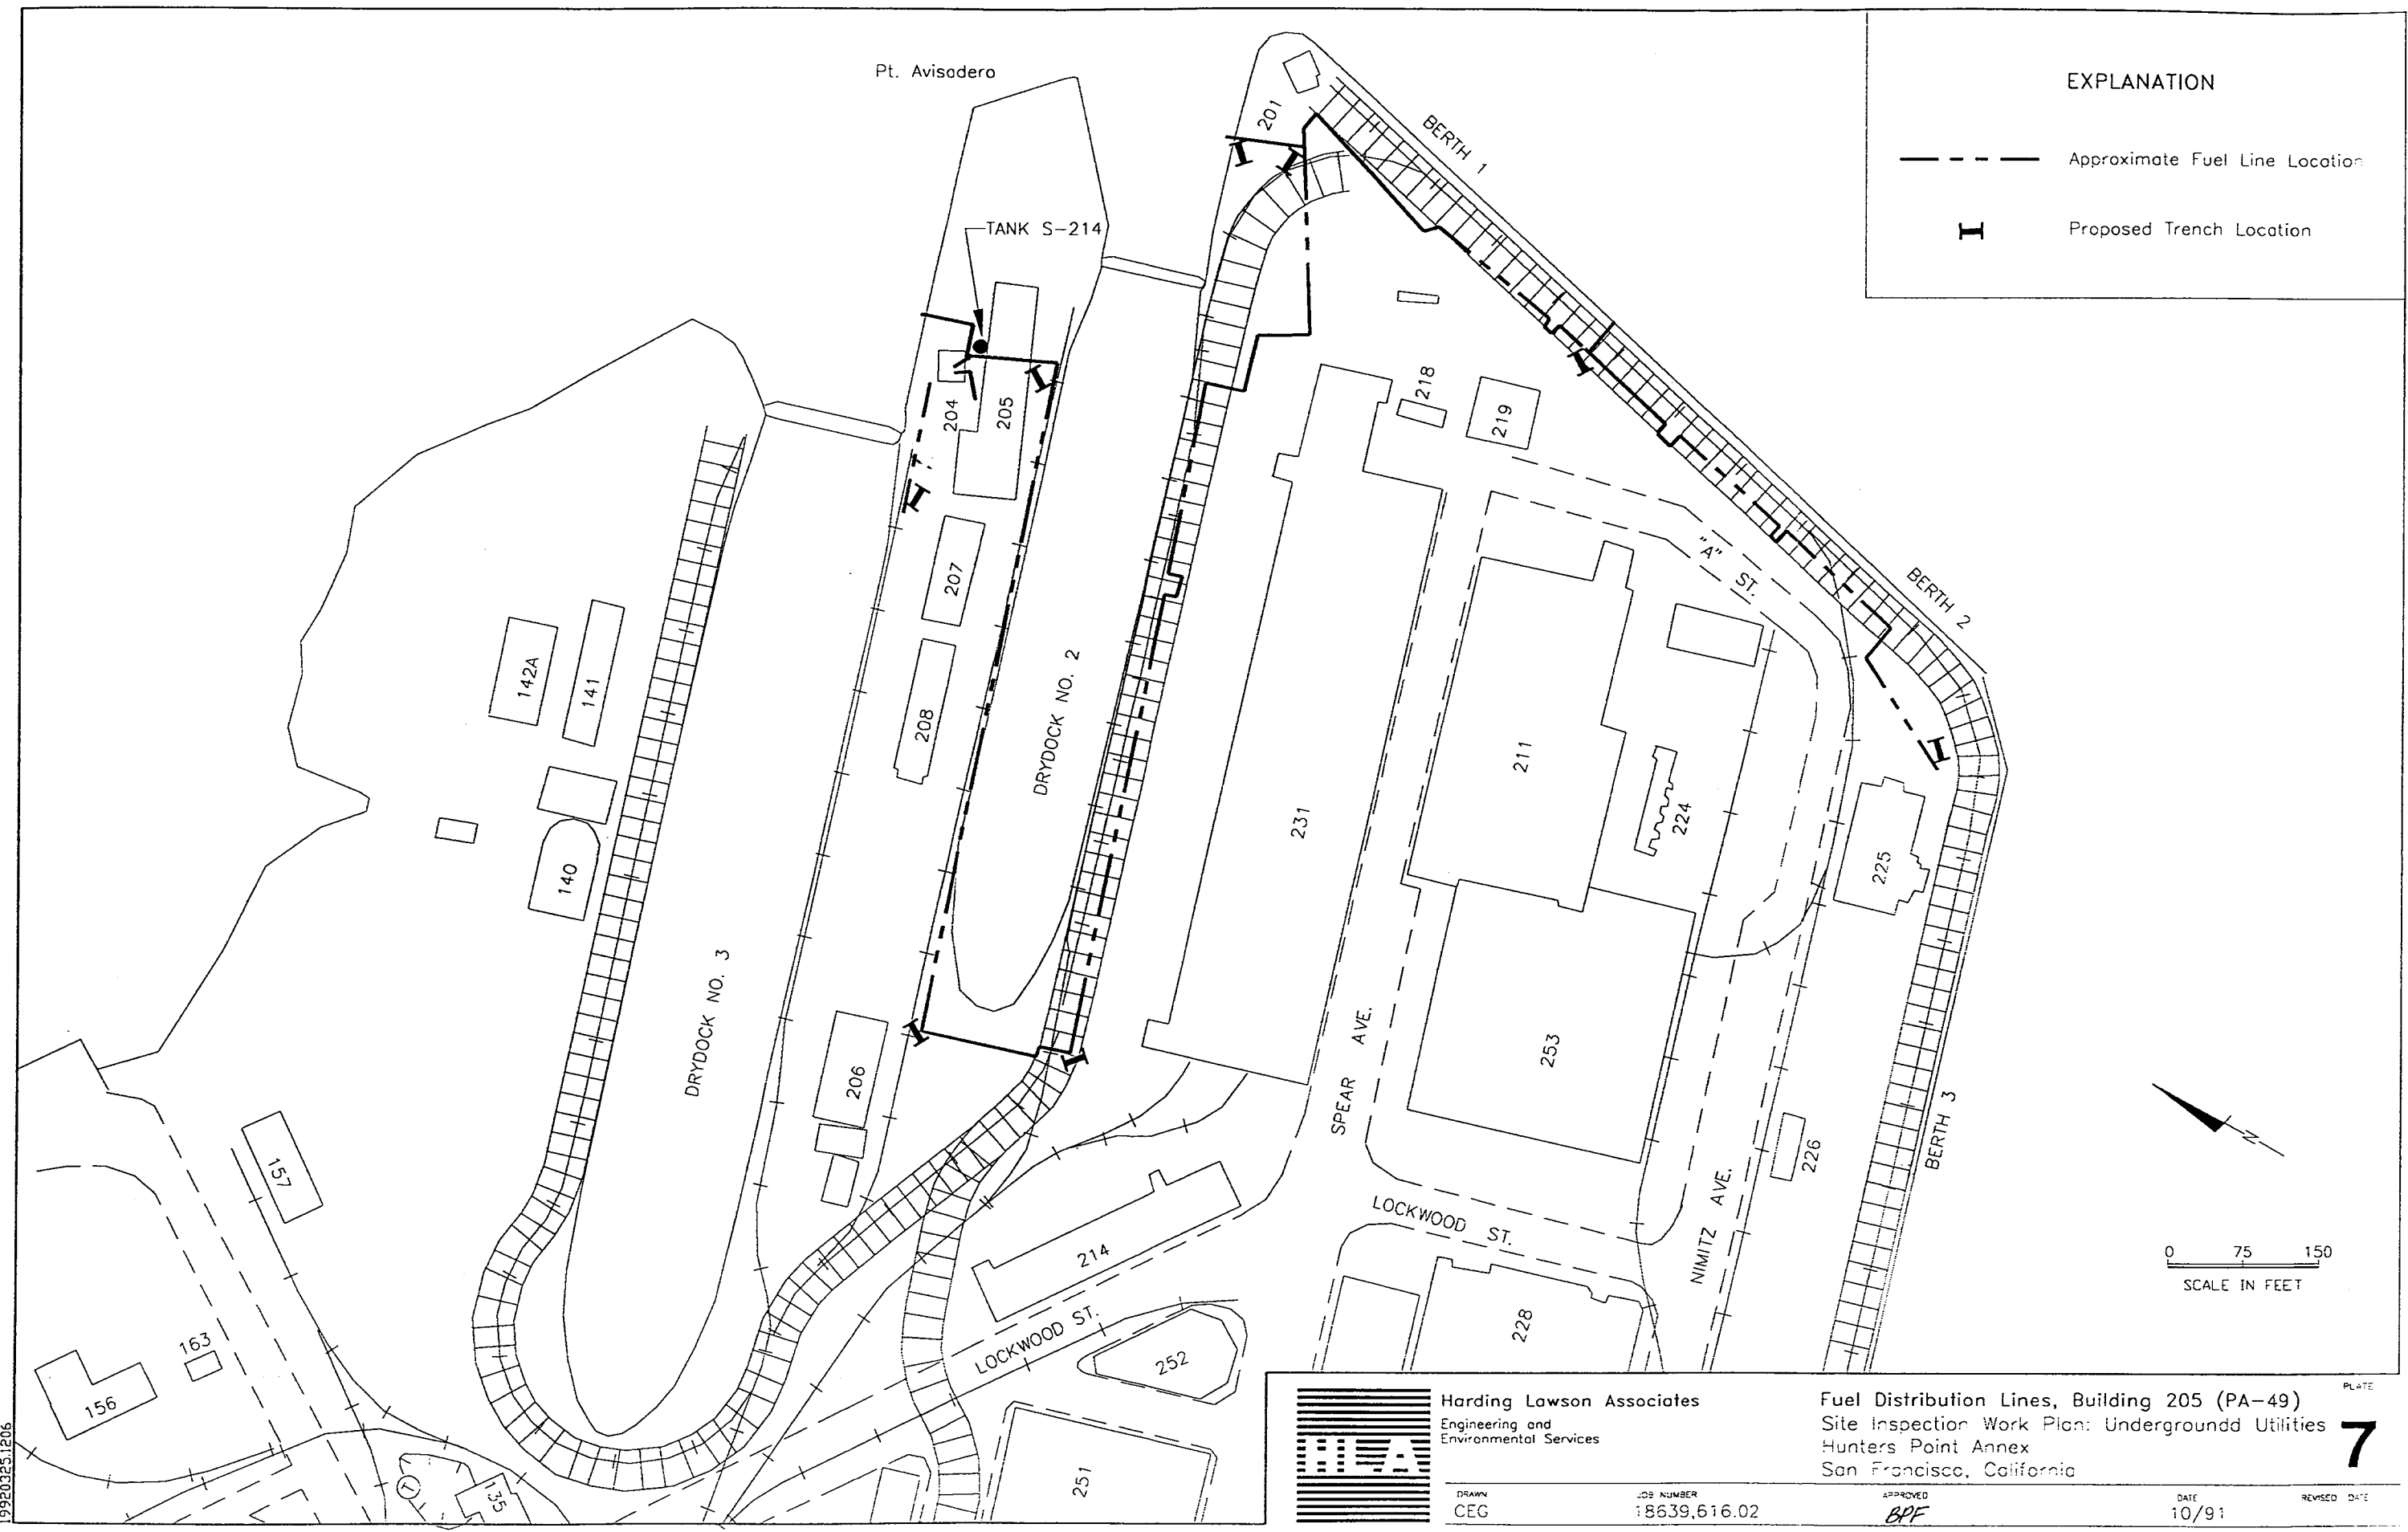 Pt. Avisadero
EXPLANATION
Approximate Fuel Line Location
Proposed Trench Location
201
BERTH 1
TANK S-214
204
205
218
219
207
"A" ST.
BERTH 2
142A
141
208
DRYDOCK NO. 2
211
224
231
225
140
DRYDOCK NO. 3
206
SPEAR AVE.
253
BERTH 3
226
157
LOCKWOOD ST.
NIMITZ AVE.
214
N
0 75 150
SCALE IN FEET
LOCKWOOD ST.
228
163
252
156
251
135
T
19920325.1206
HLA
Harding Lawson Associates
Engineering and
Environmental Services
Fuel Distribution Lines, Building 205 (PA-49)
Site Inspection Work Plan: Undergroundd Utilities
Hunters Point Annex
San Francisco, California
PLATE
7
DRAWN
CEG
JOB NUMBER
18639,616.02
APPROVED
BPF
DATE
10/91
REVISED DATE